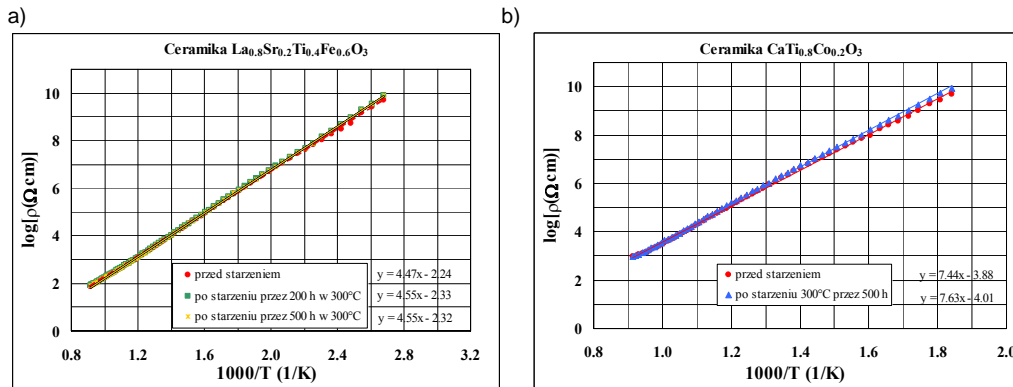 a)
Ceramika La₀.₈Sr₀.₂Ti₀.₄Fe₀.₆O₃
log[ρ(Ωcm)]
10
8
6
4
2
0
przed starzeniem y = 4.47x - 2.24
po starzeniu przez 200 h w 300°C y = 4.55x - 2.33
po starzeniu przez 500 h w 300°C y = 4.55x - 2.32
0.8 1.2 1.6 2.0 2.4 2.8 3.2
1000/T (1/K)
b)
Ceramika CaTi₀.₈Co₀.₂O₃
log[ρ(Ωcm)]
10
8
6
4
2
0
przed starzeniem y = 7.44x - 3.88
po starzeniu 300°C przez 500 h y = 7.63x - 4.01
0.8 1.0 1.2 1.4 1.6 1.8 2.0
1000/T (1/K)